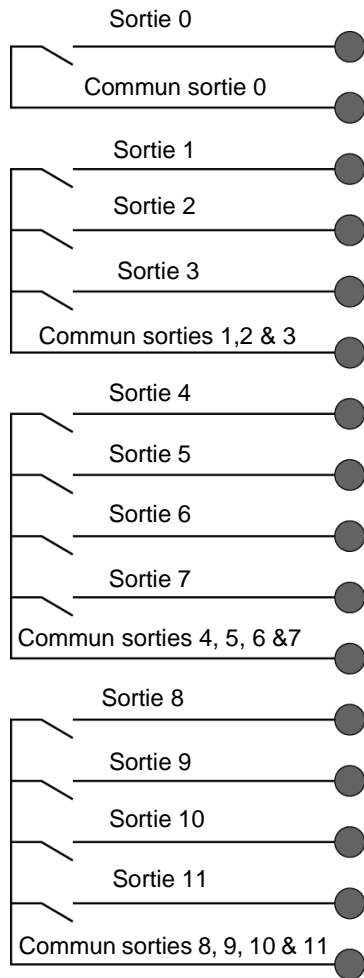 Sortie 0
Commun sortie 0
Sortie 1
Sortie 2
Sortie 3
Commun sorties 1,2 & 3
Sortie 4
Sortie 5
Sortie 6
Sortie 7
Commun sorties 4, 5, 6 &7
Sortie 8
Sortie 9
Sortie 10
Sortie 11
Commun sorties 8, 9, 10 & 11